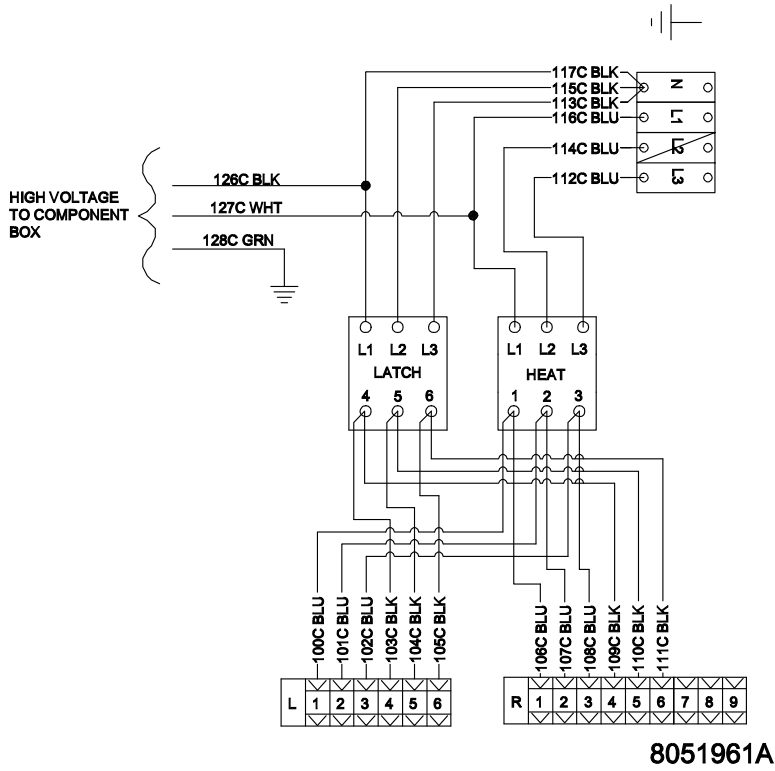 117C BLK
115C BLK
113C BLK
116C BLU
114C BLU
112C BLU
N
L1
L2
L3
126C BLK
127C WHT
128C GRN
HIGH VOLTAGE
TO COMPONENT
BOX
L1 L2 L3
LATCH
4 5 6
L1 L2 L3
HEAT
1 2 3
100C BLU
101C BLU
102C BLU
103C BLK
104C BLK
105C BLK
106C BLU
107C BLU
108C BLU
109C BLK
110C BLK
111C BLK
L 1 2 3 4 5 6
R 1 2 3 4 5 6 7 8 9
8051961A